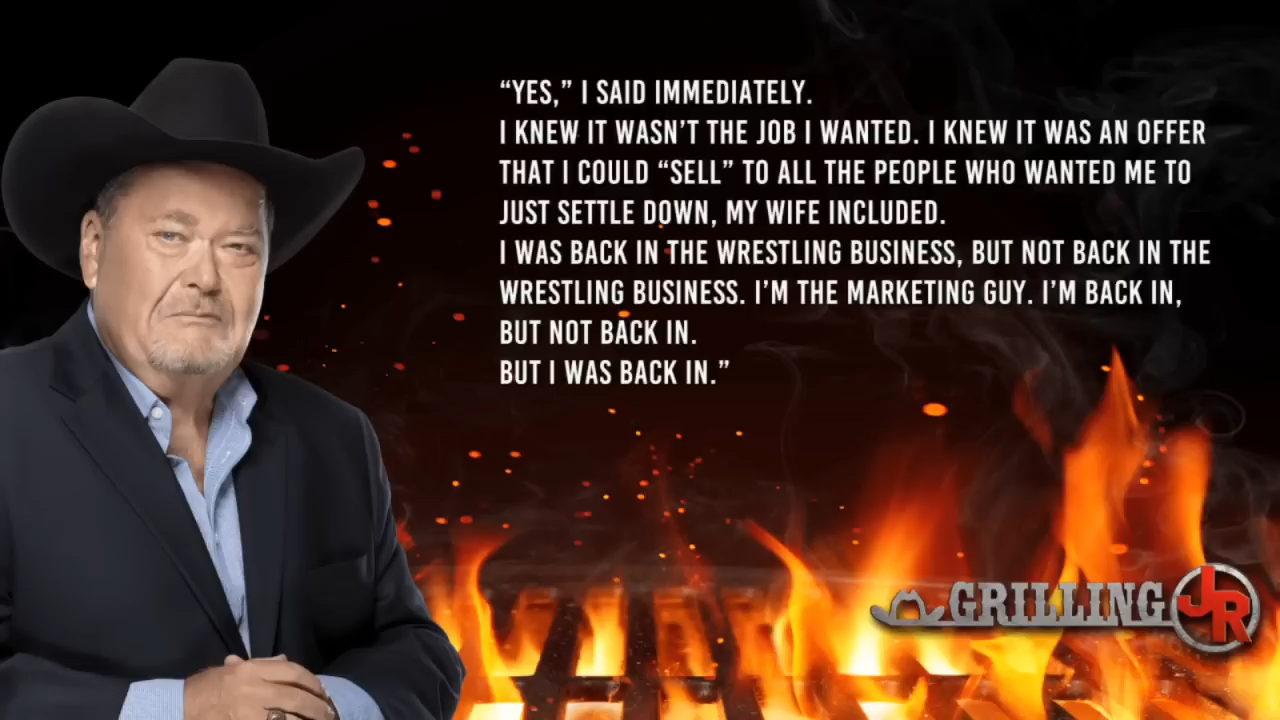 “YES,” I SAID IMMEDIATELY.
I KNEW IT WASN’T THE JOB I WANTED. I KNEW IT WAS AN OFFER
THAT I COULD “SELL” TO ALL THE PEOPLE WHO WANTED ME TO
JUST SETTLE DOWN, MY WIFE INCLUDED.
I WAS BACK IN THE WRESTLING BUSINESS, BUT NOT BACK IN THE
WRESTLING BUSINESS. I’M THE MARKETING GUY. I’M BACK IN,
BUT NOT BACK IN.
BUT I WAS BACK IN.”
GRILLING JR